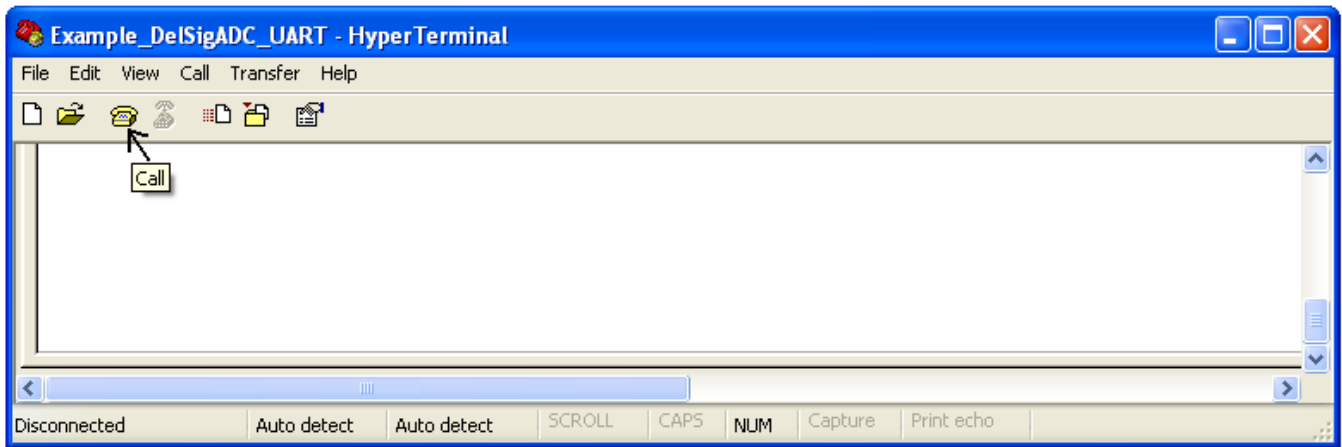 Example_DelSigADC_UART - HyperTerminal
File Edit View Call Transfer Help
Call
Disconnected Auto detect Auto detect SCROLL CAPS NUM Capture Print echo